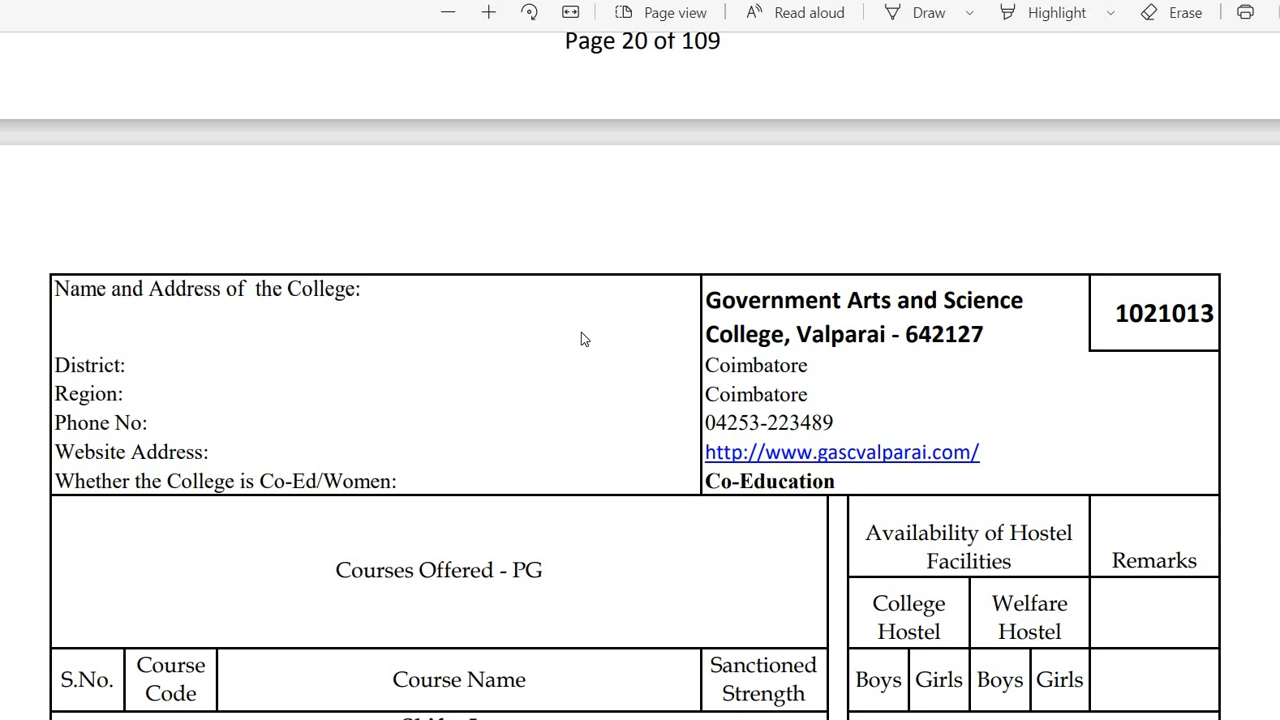 Page view
Read aloud
Draw
Highlight
Erase
Page 20 of 109
Name and Address of the College:
Government Arts and Science
College, Valparai - 642127
1021013
District:
Coimbatore
Region:
Coimbatore
Phone No:
04253-223489
Website Address:
http://www.gascvalparai.com/
Whether the College is Co-Ed/Women:
Co-Education
Courses Offered - PG
Availability of Hostel
Facilities
Remarks
College
Hostel
Welfare
Hostel
S.No.
Course
Code
Course Name
Sanctioned
Strength
Boys
Girls
Boys
Girls